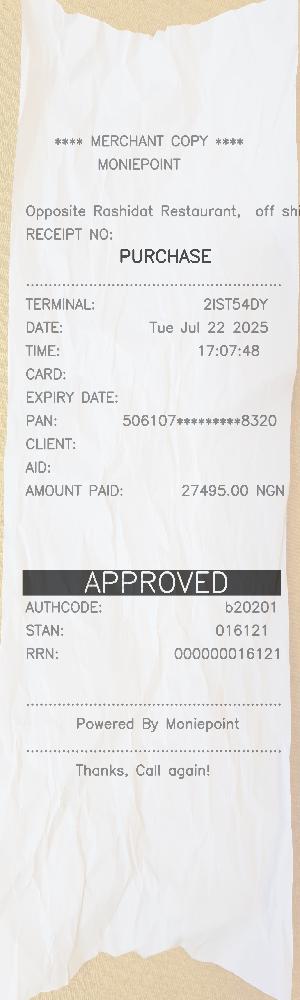 **** MERCHANT COPY ****
MONIEPOINT
Opposite Rashidat Restaurant, off shi
RECEIPT NO:
PURCHASE
TERMINAL: 2IST54DY
DATE: Tue Jul 22 2025
TIME: 17:07:48
CARD:
EXPIRY DATE:
PAN: 506107*********8320
CLIENT:
AID:
AMOUNT PAID: 27495.00 NGN
APPROVED
AUTHCODE: b20201
STAN: 016121
RRN: 000000016121
Powered By Moniepoint
Thanks, Call again!